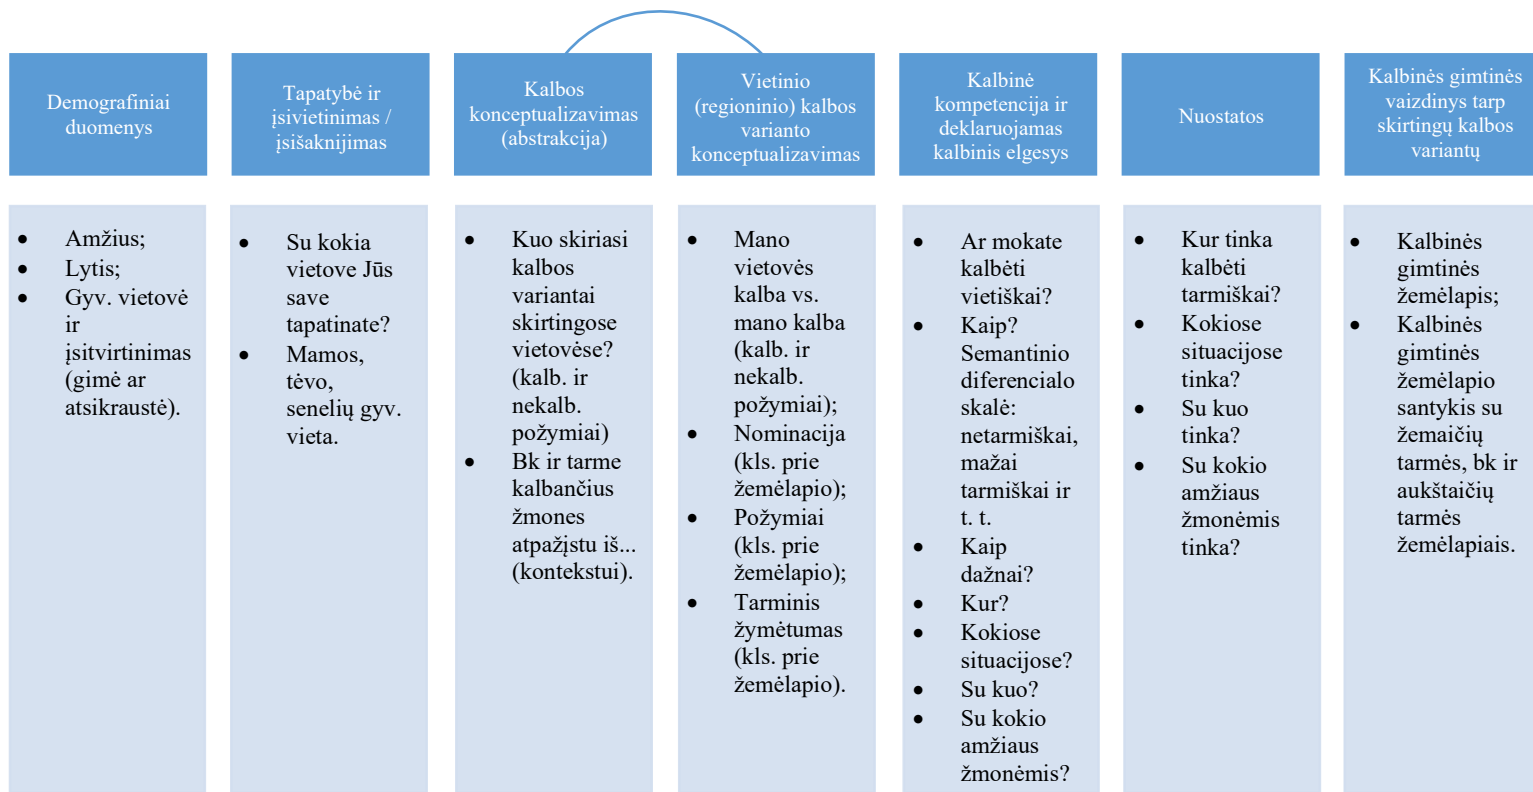 Demografiniai
duomenys
Tapatybė ir
įsivietinimas /
įsišaknijimas
Kalbos
konceptualizavimas
(abstrakcija)
Vietinio
(regioninio) kalbos
varianto
konceptualizavimas
Kalbinė
kompetencija ir
deklaruojamas
kalbinis elgesys
Nuostatos
Kalbinės gimtinės
vaizdinys tarp
skirtingų kalbos
variantų
• Amžius;
• Lytis;
• Gyv. vietovė
ir
įsitvirtinimas
(gimė ar
atsikraustė).
• Su kokia
vietove Jūs
save
tapatinate?
• Mamos,
tėvo,
senelių gyv.
vieta.
• Kuo skiriasi
kalbos
variantai
skirtingose
vietovėse?
(kalb. ir
nekalb.
požymiai)
• Bk ir tarme
kalbančius
žmones
atpažįstu iš...
(kontekstui).
• Mano
vietovės
kalba vs.
mano kalba
(kalb. ir
nekalb.
požymiai);
• Nominacija
(kls. prie
žemėlapio);
• Požymiai
(kls. prie
žemėlapio);
• Tarminis
žymėtumas
(kls. prie
žemėlapio).
• Ar mokate
kalbėti
vietiškai?
• Kaip?
Semantinio
diferencialo
skalė:
netarmiškai,
mažai
tarmiškai ir
t. t.
• Kaip
dažnai?
• Kur?
• Kokiose
situacijose?
• Su kuo?
• Su kokio
amžiaus
žmonėmis?
• Kur tinka
kalbėti
tarmiškai?
• Kokiose
situacijose
tinka?
• Su kuo
tinka?
• Su kokio
amžiaus
žmonėmis
tinka?
• Kalbinės
gimtinės
žemėlapis;
• Kalbinės
gimtinės
žemėlapio
santykis su
žemaičių
tarmės, bk ir
aukštaičių
tarmės
žemėlapiais.